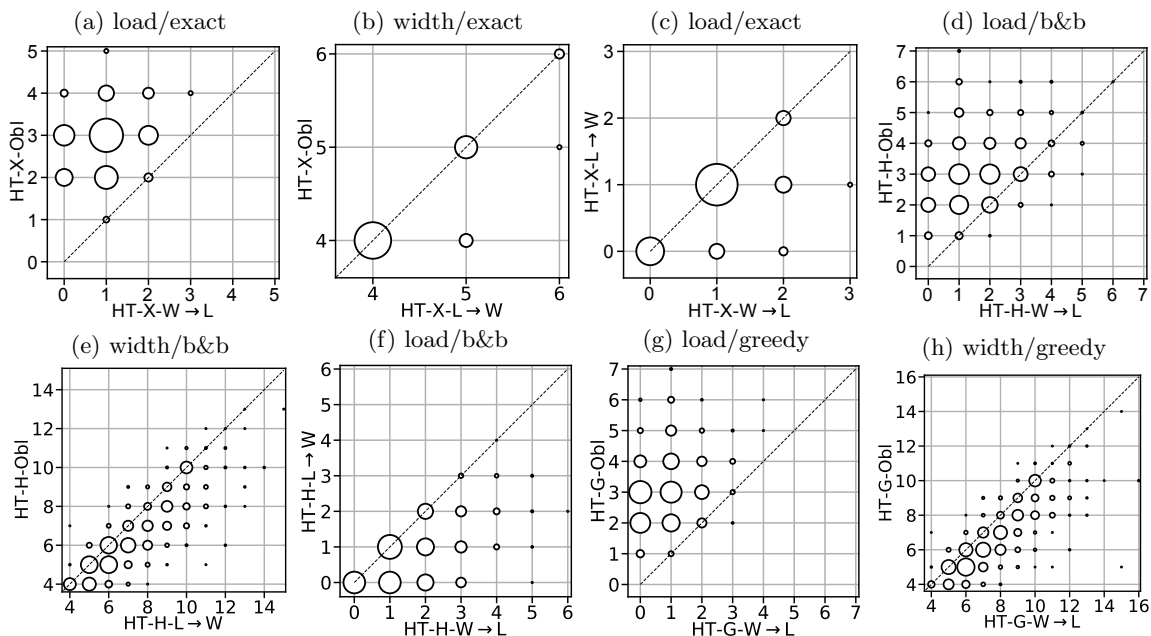 (a) load/exact
(b) width/exact
(c) load/exact
(d) load/b&b
5
4
3
2
1
0
HT-X-Obl
0 1 2 3 4 5
HT-X-W→L
6
5
4
HT-X-Obl
4 5 6
HT-X-L→W
3
2
1
0
HT-X-L→W
0 1 2 3
HT-X-W→L
7
6
5
4
3
2
1
0
HT-H-Obl
0 1 2 3 4 5 6 7
HT-H-W→L
(e) width/b&b
(f) load/b&b
(g) load/greedy
(h) width/greedy
14
12
10
8
6
4
HT-H-Obl
4 6 8 10 12 14
HT-H-L→W
6
5
4
3
2
1
0
HT-H-L→W
0 1 2 3 4 5 6
HT-H-W→L
7
6
5
4
3
2
1
0
HT-G-Obl
0 1 2 3 4 5 6 7
HT-G-W→L
16
14
12
10
8
6
4
HT-G-Obl
4 6 8 10 12 14 16
HT-G-W→L